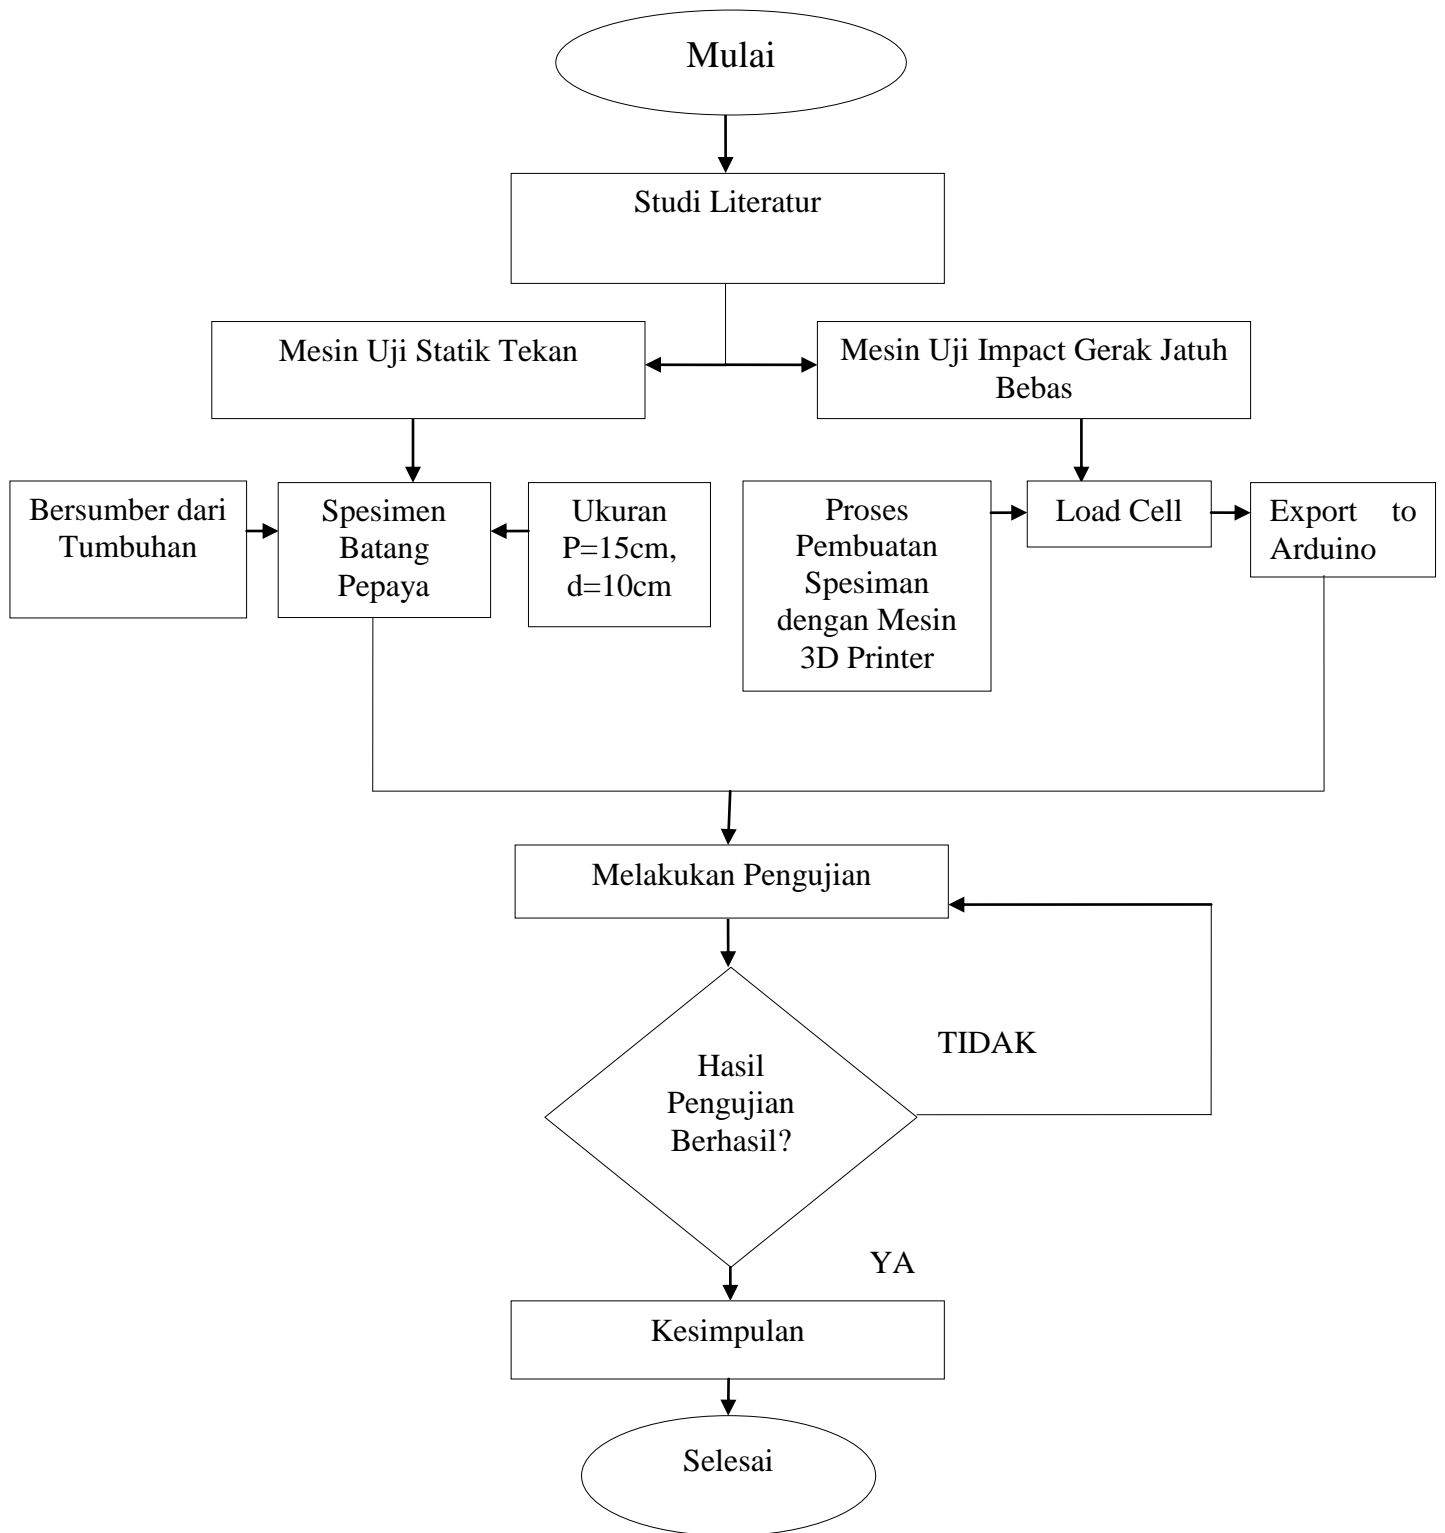 Mulai
Studi Literatur
Mesin Uji Statik Tekan
Mesin Uji Impact Gerak Jatuh
Bebas
Bersumber dari
Tumbuhan
Spesimen
Batang
Pepaya
Ukuran
P=15cm,
d=10cm
Proses
Pembuatan
Spesiman
dengan Mesin
3D Printer
Load Cell
Export to
Arduino
Melakukan Pengujian
Hasil
Pengujian
Berhasil?
TIDAK
YA
Kesimpulan
Selesai